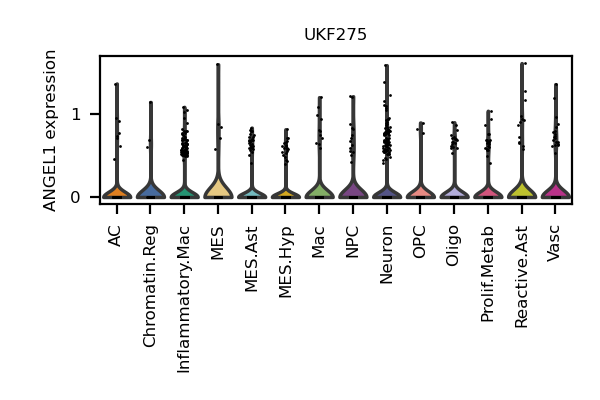 UKF275
ANGEL1 expression
1
0
AC
Chromatin.Reg
Inflammatory.Mac
MES
MES.Ast
MES.Hyp
Mac
NPC
Neuron
OPC
Oligo
Prolif.Metab
Reactive.Ast
Vasc